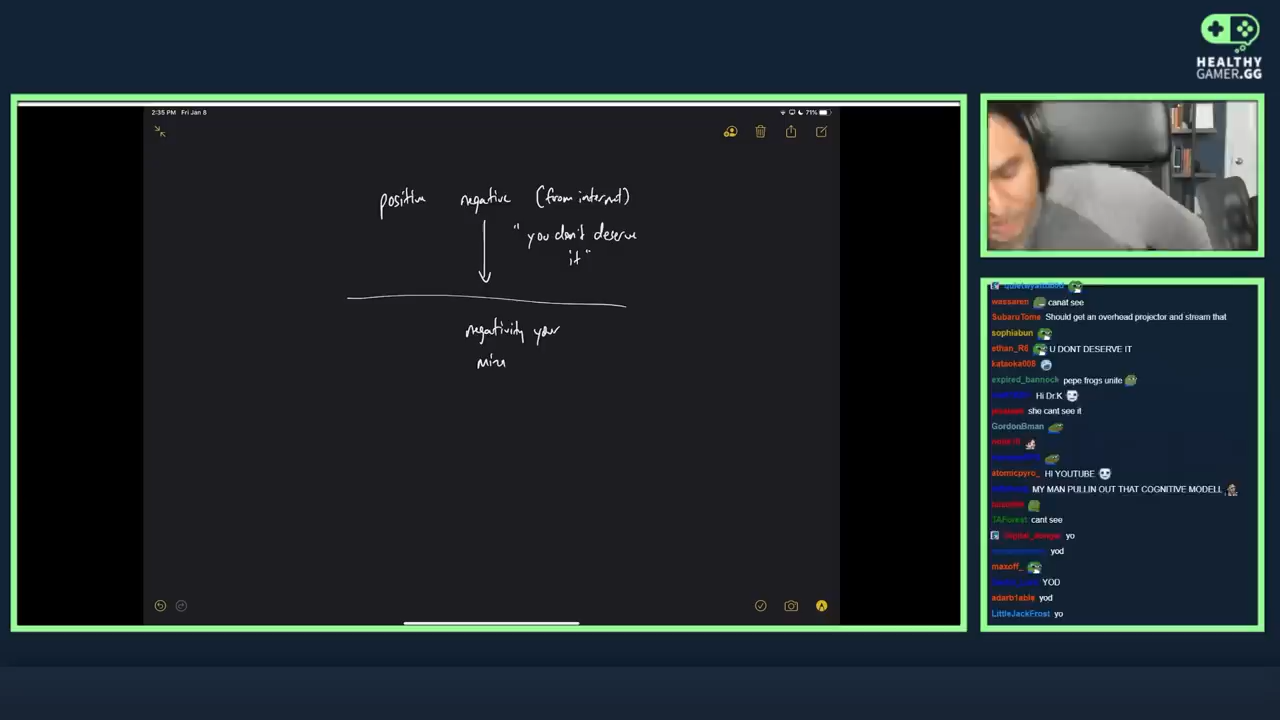 HEALTHY
GAMER.GG
2:35 PM Fri Jan 8
71%
positive negative (from internet)
"you don't deserve
it"
negativity your
canat see
SubaruTome Should get an overhead projector and stream that
sophiabun
ethan_R6 U DONT DESERVE IT
kataoka008
expired_bannock pepe frogs unite
Hi Dr.K
she cant see it
GordonBman
atomicpyro_ HI YOUTUBE
MY MAN PULLIN OUT THAT COGNITIVE MODELL
TAForest cant see
yo
yod
maxoff_
YOD
adarb1able yod
LittleJackFrost yo